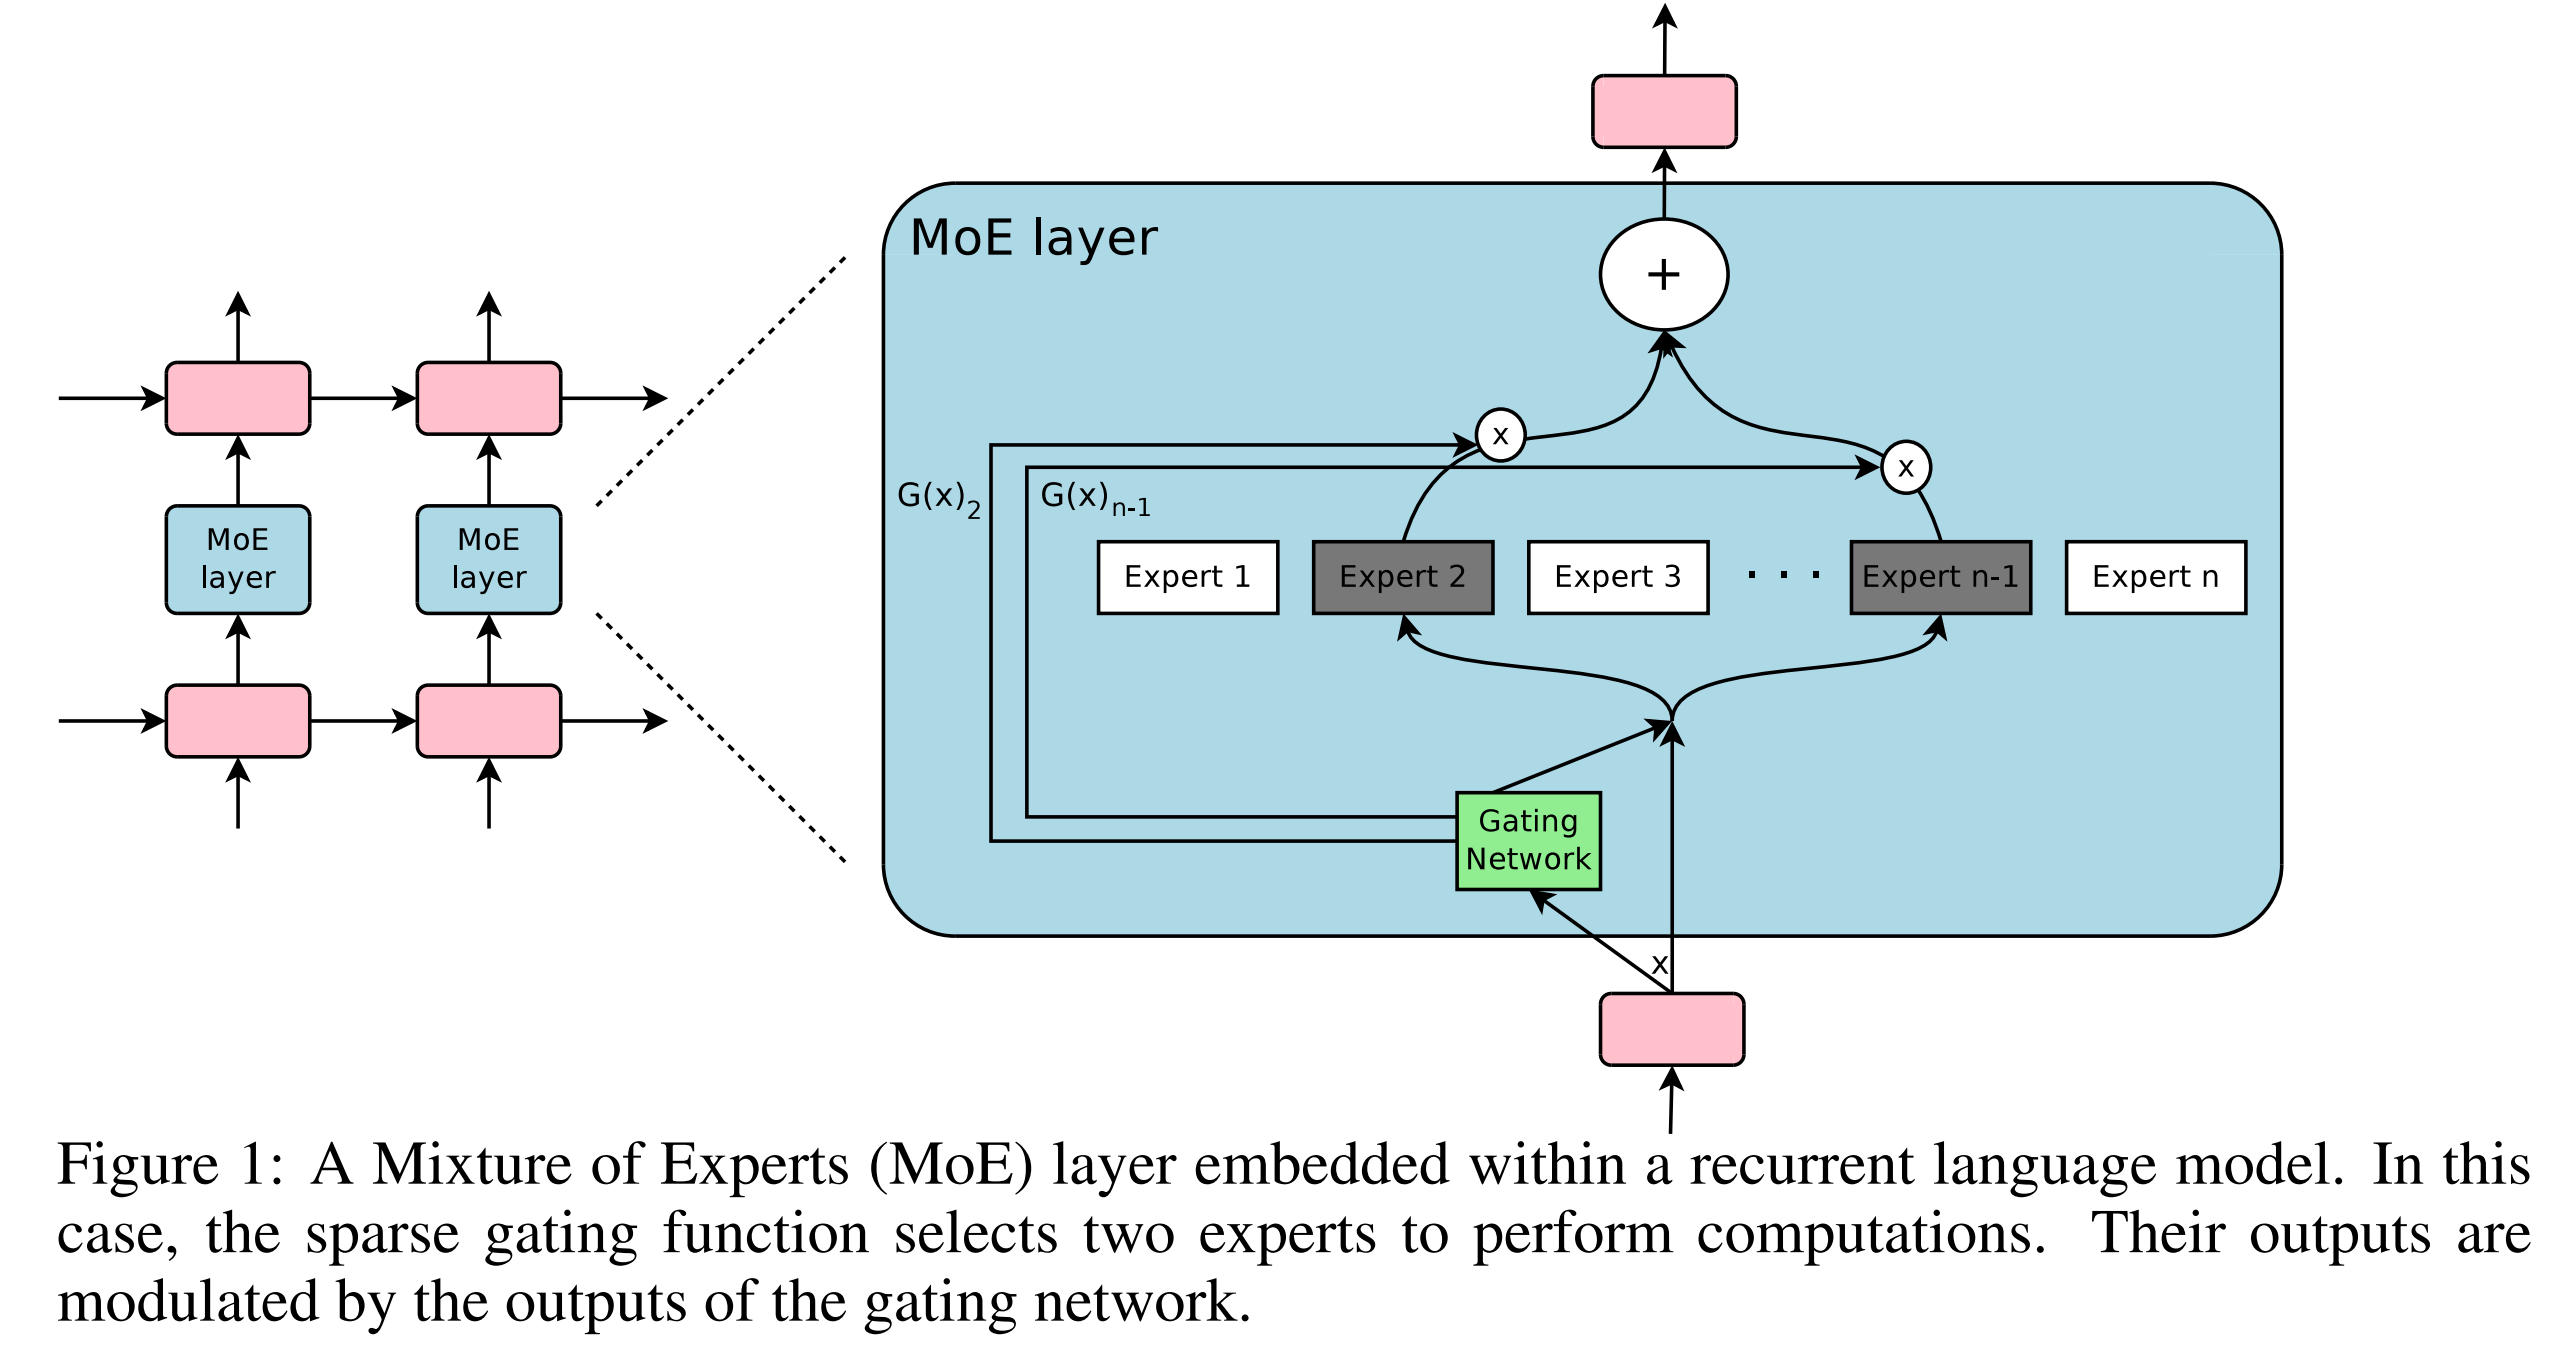 MoE layer
+
x
x
G(x)2
G(x)n-1
MoE
layer
MoE
layer
Expert 1
Expert 2
Expert 3
. . .
Expert n-1
Expert n
Gating
Network
x
Figure 1: A Mixture of Experts (MoE) layer embedded within a recurrent language model. In this
case, the sparse gating function selects two experts to perform computations. Their outputs are
modulated by the outputs of the gating network.